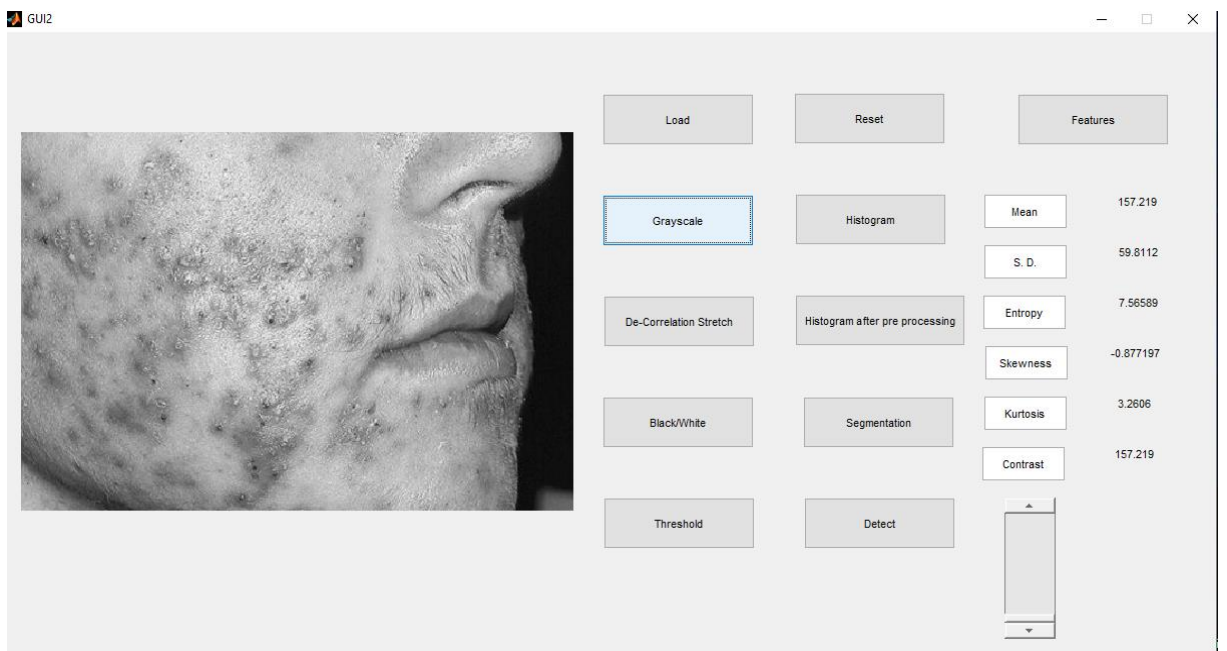 GUI2
Load
Reset
Features
Grayscale
Histogram
Mean
157.219
S. D.
59.8112
De-Correlation Stretch
Histogram after pre processing
Entropy
7.56589
Skewness
-0.877197
Black/White
Segmentation
Kurtosis
3.2606
Contrast
157.219
Threshold
Detect